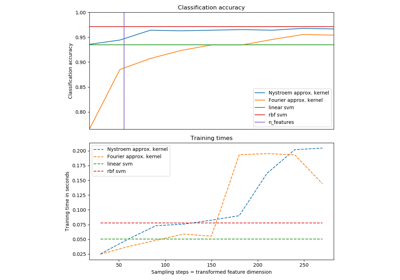 Classification accuracy
1.00
0.95
0.90
0.85
0.80
Classification accuracy
Nystroem approx. kernel
Fourier approx. kernel
linear svm
rbf svm
n_features
Training times
0.200
0.175
0.150
0.125
0.100
0.075
0.050
0.025
Training time in seconds
Nystroem approx. kernel
Fourier approx. kernel
linear svm
rbf svm
50
100
150
200
250
Sampling steps = transformed feature dimension